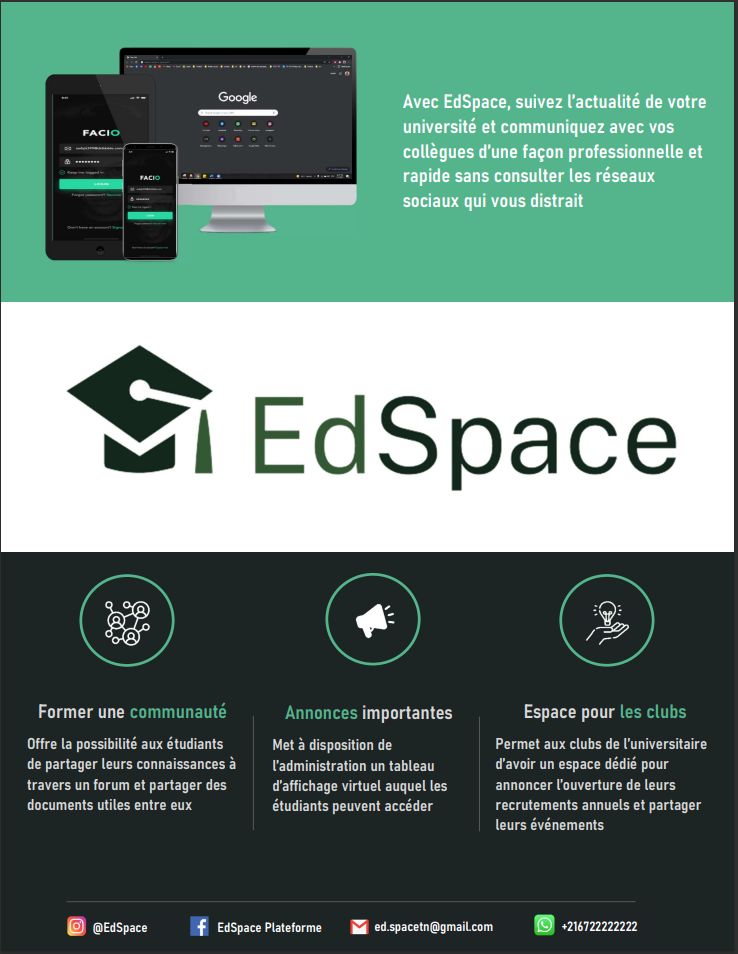 Google
FACIO
Keep me logged in
FACIO
Avec EdSpace, suivez l'actualité de votre
université et communiquez avec vos
collègues d'une façon professionnelle et
rapide sans consulter les réseaux
sociaux qui vous distrait
EdSpace
Former une communauté
Offre la possibilité aux étudiants
de partager leurs connaissances à
travers un forum et partager des
documents utiles entre eux
Annonces importantes
Met à disposition de
l'administration un tableau
d'affichage virtuel auquel les
étudiants peuvent accéder
Espace pour les clubs
Permet aux clubs de l'universitaire
d'avoir un espace dédié pour
annoncer l'ouverture de leurs
recrutements annuels et partager
leurs événements
@EdSpace
EdSpace Plateforme
ed.spacetn@gmail.com
+216722222222